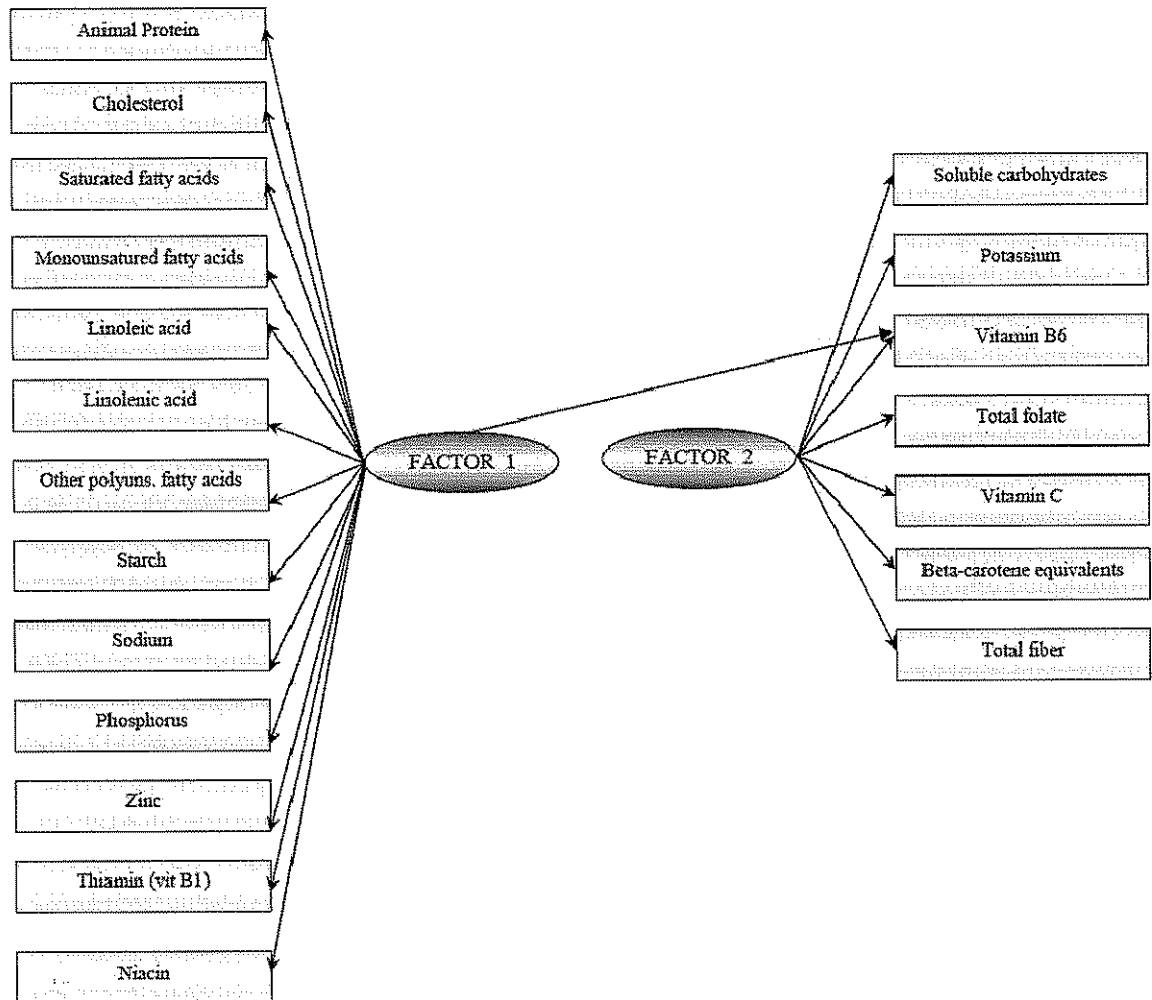 Animal Protein
Cholesterol
Saturated fatty acids
Monounsatured fatty acids
Linoleic acid
Linolenic acid
Other polyuns. fatty acids
Starch
Sodium
Phosphorus
Zinc
Thiamin (vit B1)
Niacin
FACTOR 1
FACTOR 2
Soluble carbohydrates
Potassium
Vitamin B6
Total folate
Vitamin C
Beta-carotene equivalents
Total fiber